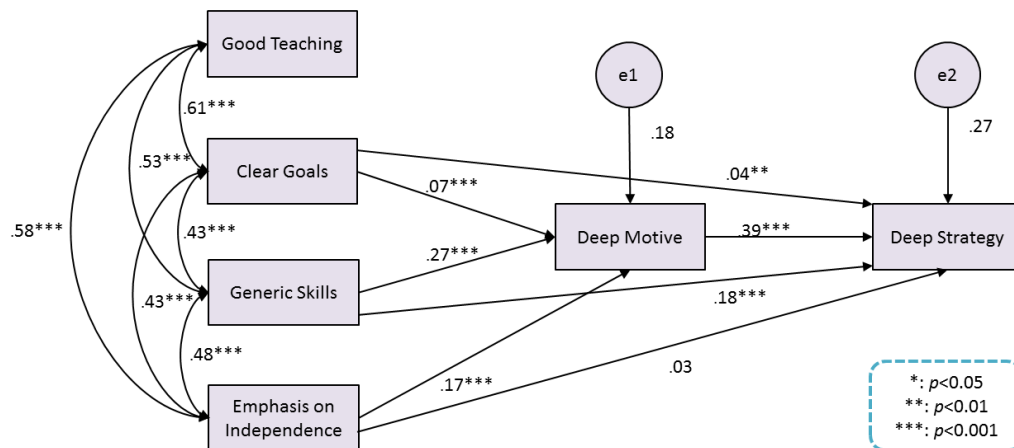 Good Teaching
e1
e2
.61***
.18
.27
Clear Goals
.04**
.53***
.07***
.58***
.43***
Deep Motive
.39***
Deep Strategy
.27***
Generic Skills
.43***
.18***
.48***
.17***
.03
Emphasis on
Independence
*: p<0.05
**: p<0.01
***: p<0.001